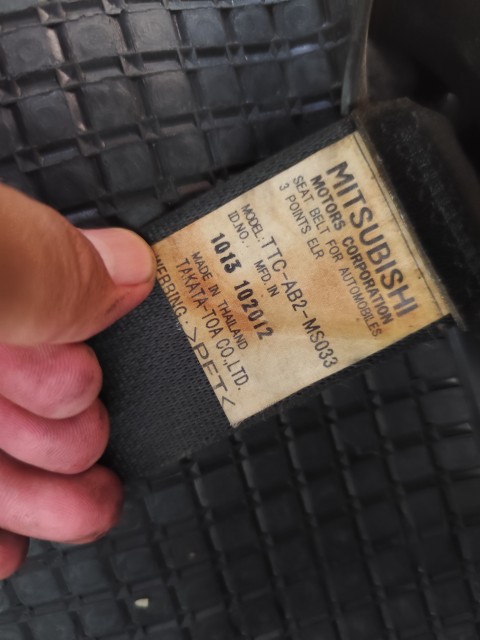 MITSUBISHI
MOTORS CORPORATION
SEAT BELT FOR AUTOMOBILES
3 POINTS ELR
MODEL: TTC-AB2-MS033
ID.NO. MFD. IN
1013 102012
MADE IN THAILAND
TAKATA-TOA CO.,LTD.
WEBBING. >PET<